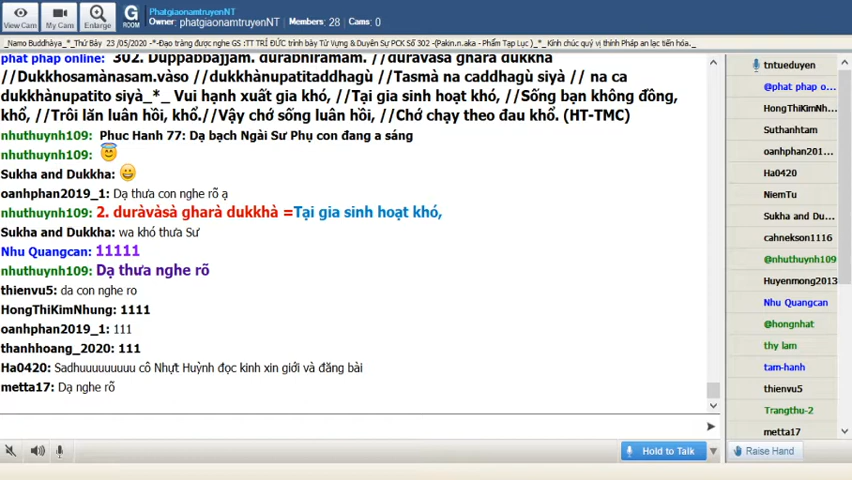 View Cam
My Cam
Enlarge
G
ROOM
PhatgiaonamtruyenNT
Owner: phatgiaonamtruyenNT
Members: 28
Cams: 0
_Namo Buddhàya_*_Thứ Bảy 23 /05/2020 -*-Đạo tràng được nghe GS :TT TRÍ ĐỨC trình bày Từ Vựng & Duyên Sự PCK Số 302 -(Pakin.n.aka - Phẩm Tạp Lục )_*_ Kính chúc quý vị thính Pháp an lạc tiến hóa._*_
phat phap online: 302. Duppabbajjam. durabhiramam. //duràvàsà gharà dukkhà
//Dukkhosamànasam.vàso //dukkhànupatitaddhagù //Tasmà na caddhagù siyà // na ca
dukkhànupatito siyà_*_ Vui hạnh xuất gia khó, //Tại gia sinh hoạt khó, //Sống bạn không đồng,
khổ, //Trôi lăn luân hồi, khổ.//Vậy chớ sống luân hồi, //Chớ chạy theo đau khổ. (HT-TMC)
nhuthuynh109: Phuc Hanh 77: Dạ bạch Ngài Sư Phụ con đang a sáng
nhuthuynh109:
Sukha and Dukkha:
oanhphan2019_1: Dạ thưa con nghe rõ ạ
nhuthuynh109: 2. duràvàsà gharà dukkhà =Tại gia sinh hoạt khó,
Sukha and Dukkha: wa khó thưa Sư
Nhu Quangcan: 11111
nhuthuynh109: Dạ thưa nghe rõ
thienvu5: da con nghe ro
HongThiKimNhung: 1111
oanhphan2019_1: 111
thanhhoang_2020: 111
Ha0420: Sadhuuuuuuuuu cô Nhựt Huỳnh đọc kinh xin giới và đăng bài
metta17: Dạ nghe rõ
Hold to Talk
tntueduyen
@phat phap o...
HongThiKimNh...
Suthanhtam
oanhphan201...
Ha0420
NiemTu
Sukha and Du...
cahnekson1116
@nhuthuynh109
Huyenmong2013
Nhu Quangcan
@hongnhat
thy lam
tam-hanh
thienvu5
Trangthu-2
metta17
Raise Hand